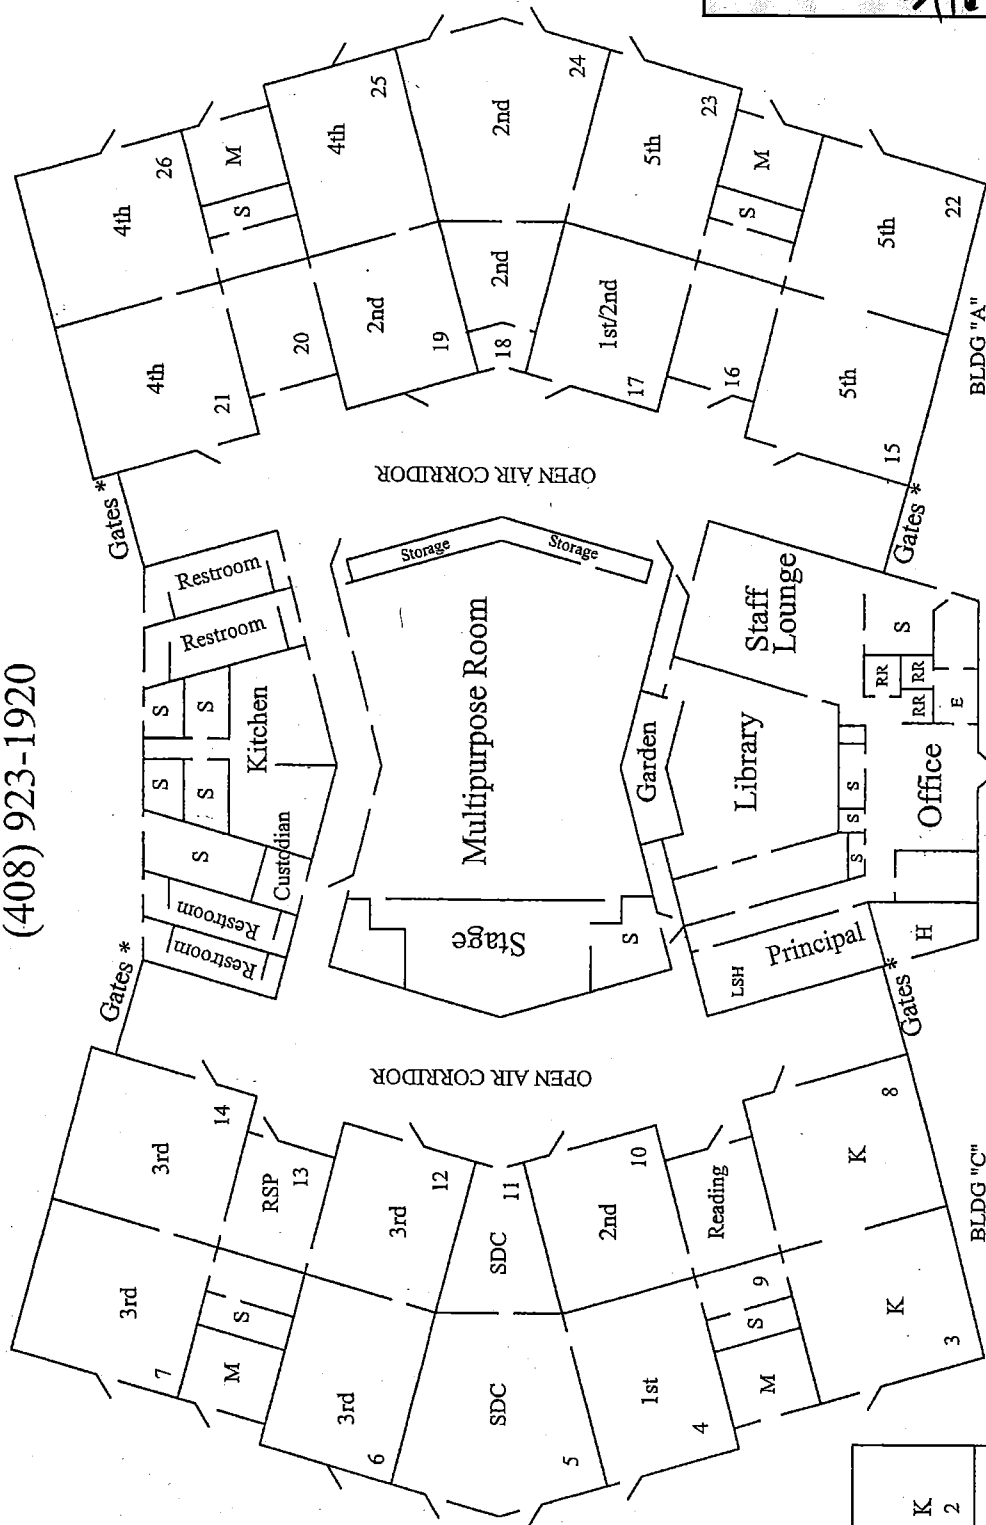 (408) 923-1920
4th
26
M
S
4th
25
2nd
24
5th
23
M
S
5th
22
4th
21
20
2nd
19
2nd
18
1st/2nd
17
16
5th
15
BLDG "A"
Gates *
OPEN AIR CORRIDOR
Gates *
Restroom
Restroom
S
S
Kitchen
S
S
S
Custodian
Restroom
Restroom
Storage
Storage
Multipurpose Room
Stage
S
Garden
Staff
Lounge
Library
S
RR
RR
RR
E
S
S
S
Office
LSH
Principal
H
Gates *
OPEN AIR CORRIDOR
Gates *
3rd
14
RSP
13
3rd
12
SDC
11
2nd
10
Reading
K
8
3rd
7
M
S
3rd
6
SDC
5
1st
4
M
S
9
K
3
BLDG "C"
K
2